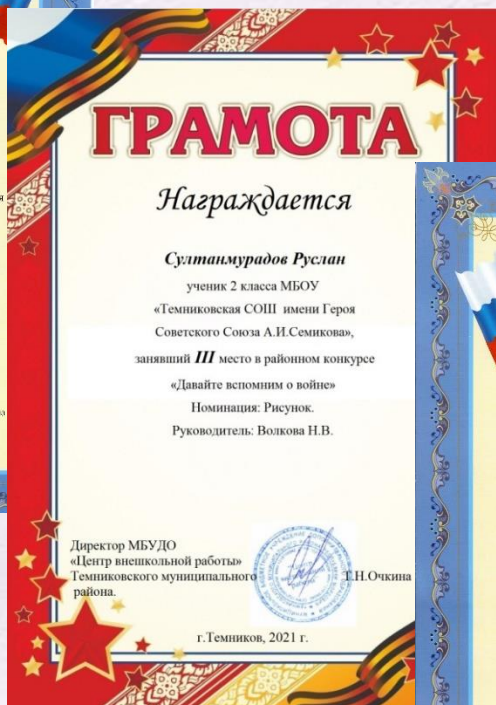 ГРАМОТА
Награждается
Султанмурадов Руслан
ученик 2 класса МБОУ
«Темниковская СОШ имени Героя
Советского Союза А.И.Семикова»,
занявший III место в районном конкурсе
«Давайте вспомним о войне»
Номинация: Рисунок.
Руководитель: Волкова Н.В.
Директор МБУДО
«Центр внешкольной работы»
Темниковского муниципального Т.Н.Очкина
района.
г.Темников, 2021 г.